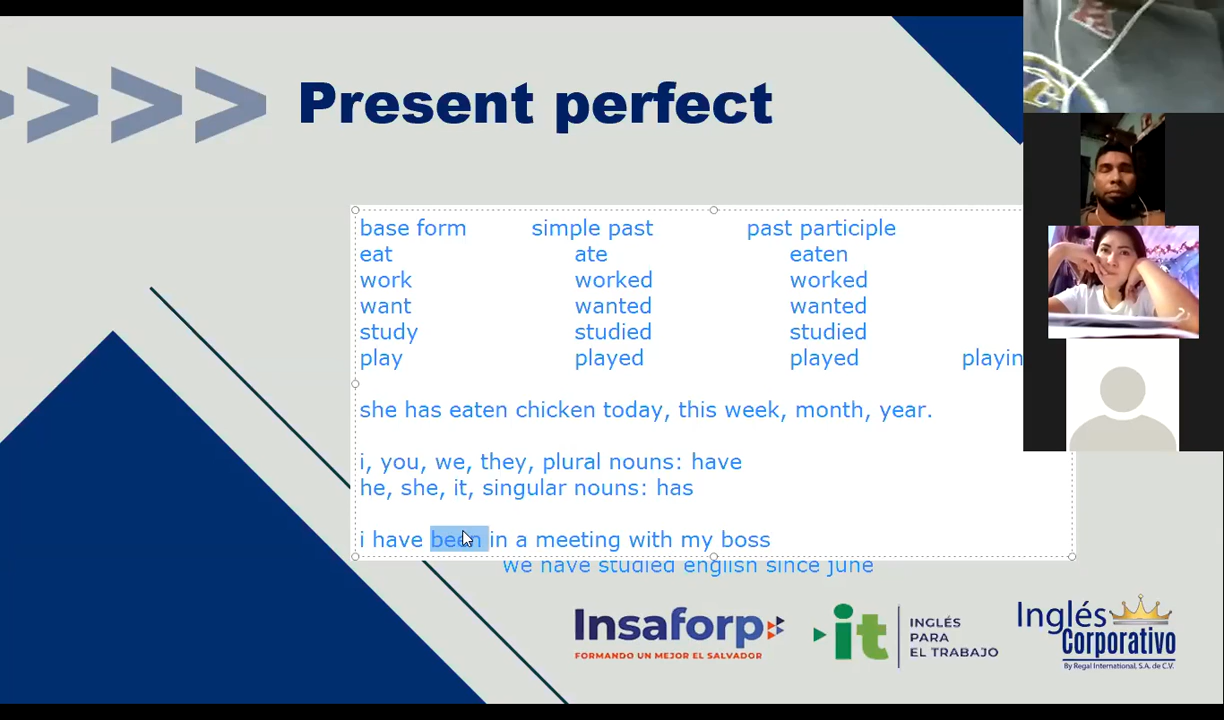 Present perfect
base form simple past past participle
eat ate eaten
work worked worked
want wanted wanted
study studied studied
play played played playin
she has eaten chicken today, this week, month, year.
i, you, we, they, plural nouns: have
he, she, it, singular nouns: has
i have been in a meeting with my boss
we have studied english since june
Insaforp
FORMANDO UN MEJOR EL SALVADOR
it
INGLÉS
PARA
EL TRABAJO
Inglés
Corporativo
By Regal International, S.A. de C.V.